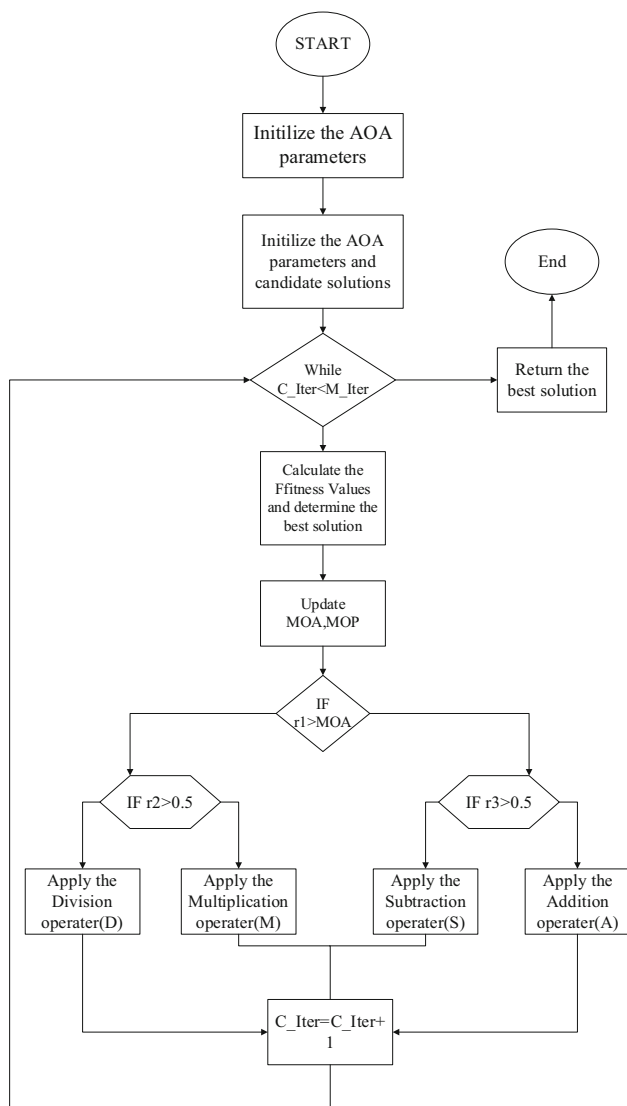 START
Initilize the AOA
parameters
Initilize the AOA
parameters and
candidate solutions
End
While
C_Iter<M_Iter
Return the
best solution
Calculate the
Ffitness Values
and determine the
best solution
Update
MOA,MOP
IF
r1>MOA
IF r2>0.5
IF r3>0.5
Apply the
Division
operater(D)
Apply the
Multiplication
operater(M)
Apply the
Subtraction
operater(S)
Apply the
Addition
operater(A)
C_Iter=C_Iter+
1